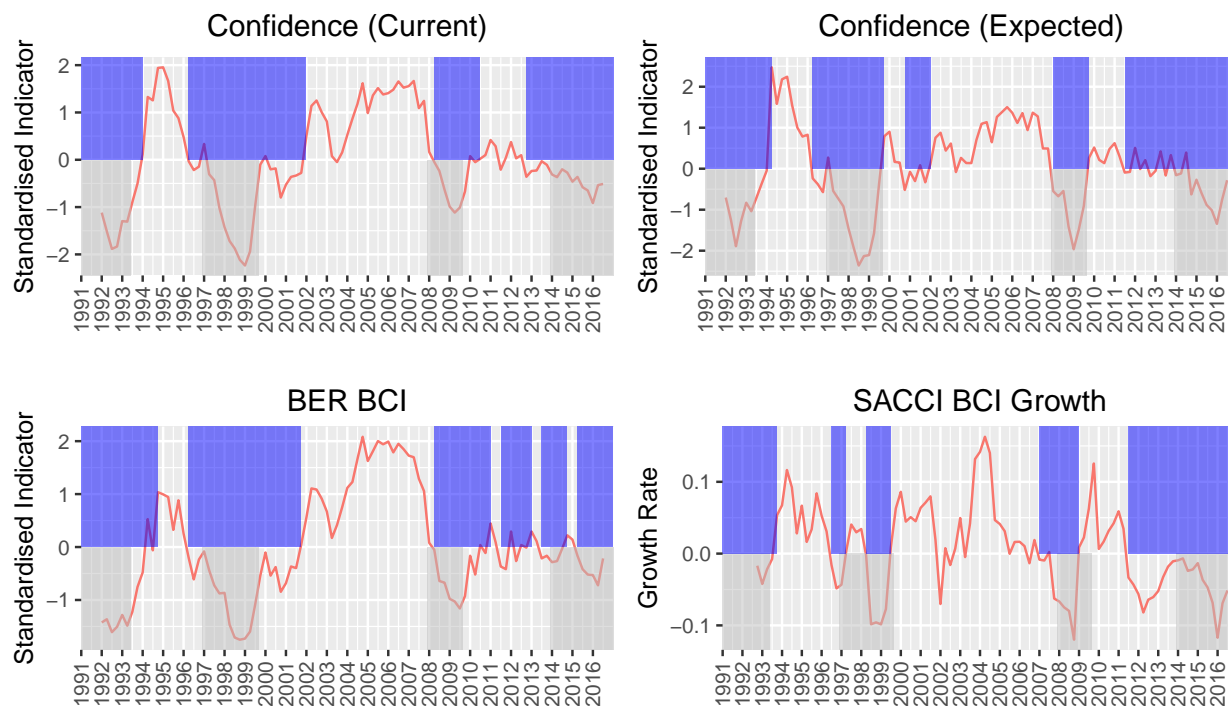 Confidence (Current)
Standardised Indicator
2
1
0
−1
−2
1991 1992 1993 1994 1995 1996 1997 1998 1999 2000 2001 2002 2003 2004 2005 2006 2007 2008 2009 2010 2011 2012 2013 2014 2015 2016
Confidence (Expected)
Standardised Indicator
2
1
0
−1
−2
1991 1992 1993 1994 1995 1996 1997 1998 1999 2000 2001 2002 2003 2004 2005 2006 2007 2008 2009 2010 2011 2012 2013 2014 2015 2016
BER BCI
Standardised Indicator
2
1
0
−1
1991 1992 1993 1994 1995 1996 1997 1998 1999 2000 2001 2002 2003 2004 2005 2006 2007 2008 2009 2010 2011 2012 2013 2014 2015 2016
SACCI BCI Growth
Growth Rate
0.1
0.0
−0.1
1991 1992 1993 1994 1995 1996 1997 1998 1999 2000 2001 2002 2003 2004 2005 2006 2007 2008 2009 2010 2011 2012 2013 2014 2015 2016